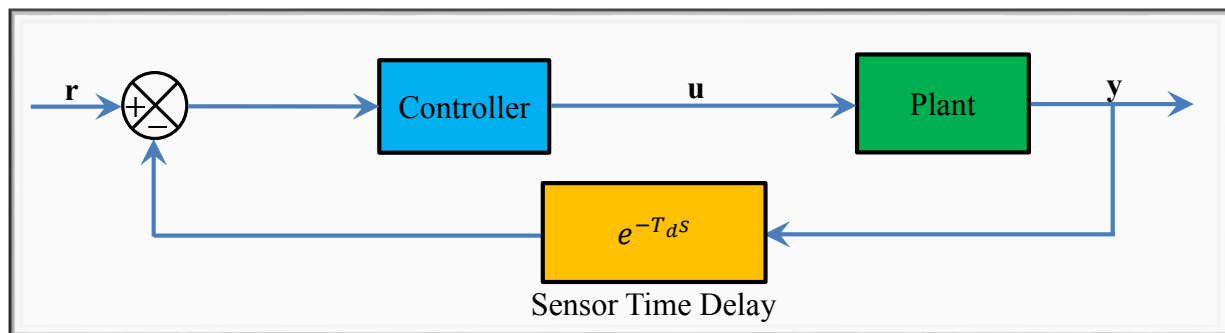 r
+
−
Controller
u
Plant
y
e^{-T_d s}
Sensor Time Delay